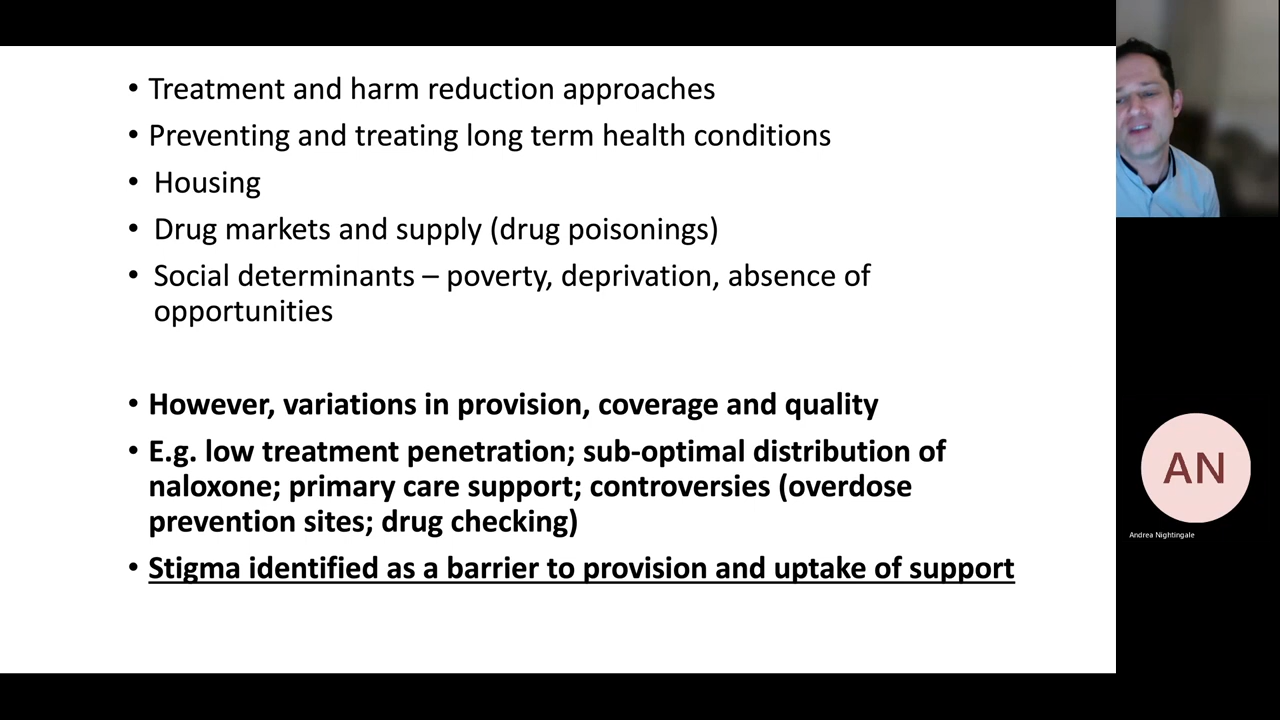 • Treatment and harm reduction approaches
• Preventing and treating long term health conditions
• Housing
• Drug markets and supply (drug poisonings)
• Social determinants – poverty, deprivation, absence of
opportunities
• However, variations in provision, coverage and quality
• E.g. low treatment penetration; sub-optimal distribution of
naloxone; primary care support; controversies (overdose
prevention sites; drug checking)
• Stigma identified as a barrier to provision and uptake of support
AN
Andrea Nightingale